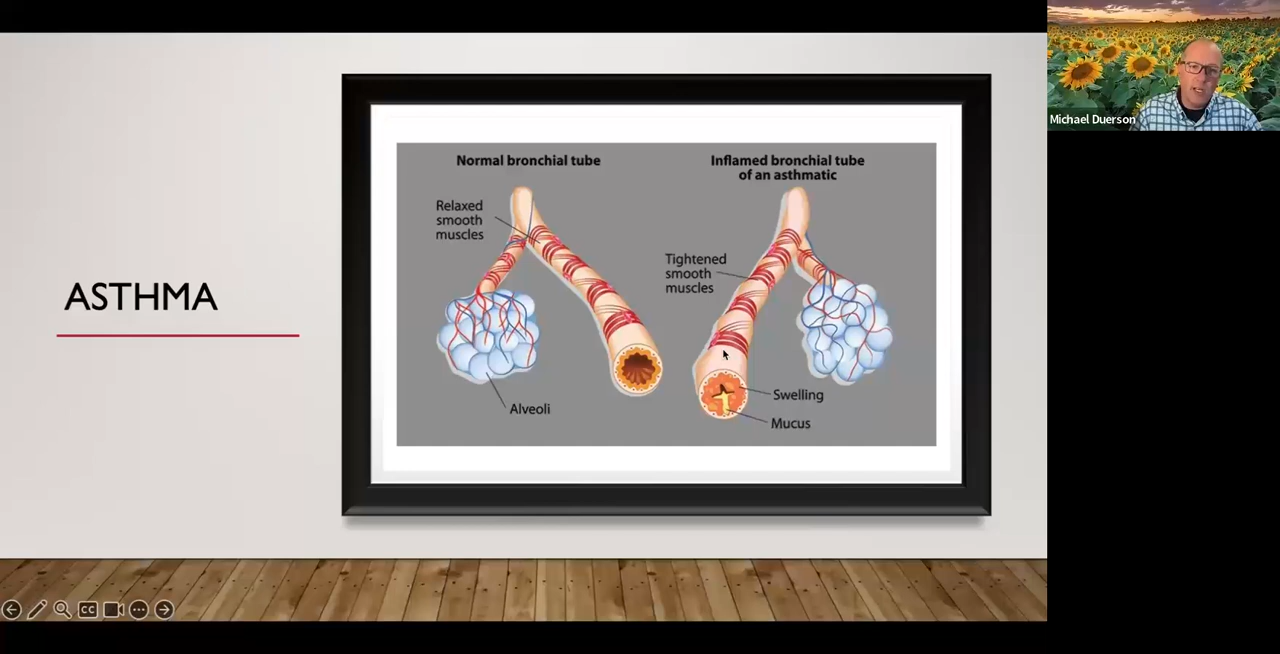 ASTHMA
Normal bronchial tube
Relaxed
smooth
muscles
Alveoli
Inflamed bronchial tube
of an asthmatic
Tightened
smooth
muscles
Swelling
Mucus
Michael Duerson
CC